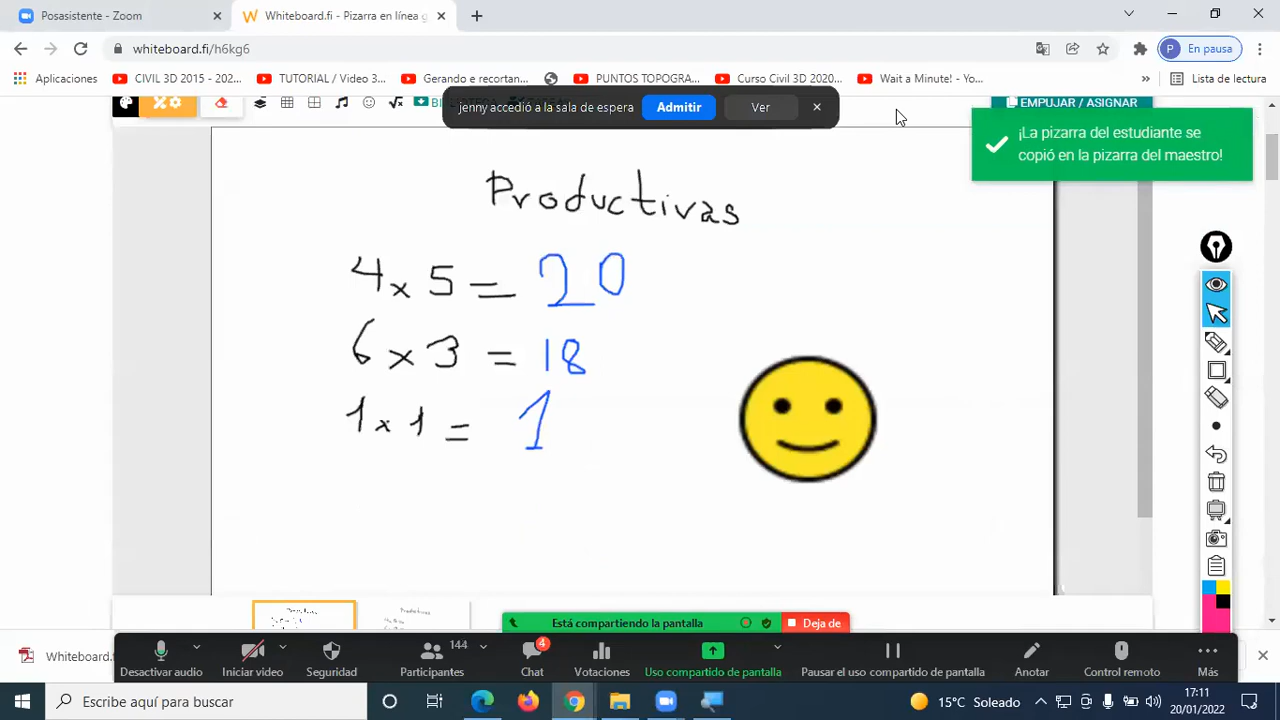 Posasistente - Zoom
Whiteboard.fi - Pizarra en línea g
whiteboard.fi/h6kg6
En pausa
Aplicaciones
CIVIL 3D 2015 - 202...
TUTORIAL / Video 3...
Gerando e recortan...
PUNTOS TOPOGRA...
Curso Civil 3D 2020...
Wait a Minute! - Yo...
Lista de lectura
jenny accedió a la sala de espera
Admitir
Ver
EMPUJAR / ASIGNAR
¡La pizarra del estudiante se
copió en la pizarra del maestro!
Productivas
4 x 5 = 20
6 x 3 = 18
1 x 1 = 1
Está compartiendo la pantalla
Deja de
Whiteboard.f
Desactivar audio
Iniciar video
Seguridad
144
Participantes
4
Chat
Votaciones
Uso compartido de pantalla
Pausar el uso compartido de pantalla
Anotar
Control remoto
Más
Escribe aquí para buscar
15°C Soleado
17:11
20/01/2022